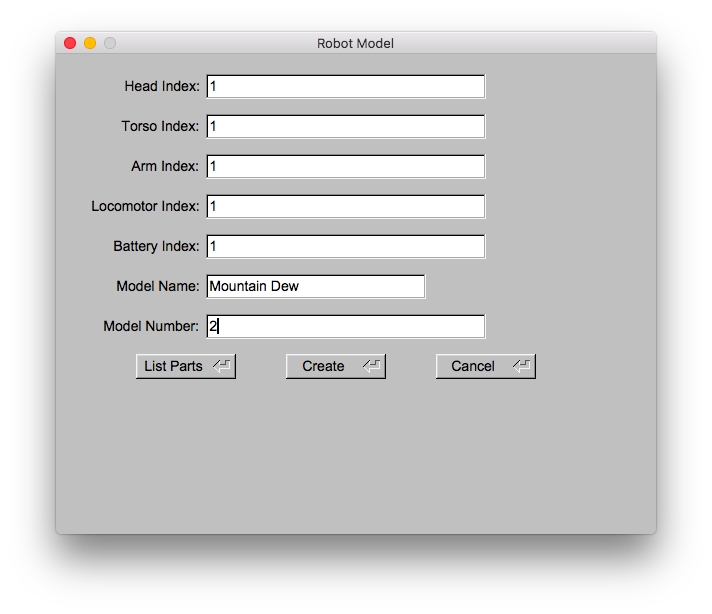 Robot Model
Head Index: 1
Torso Index: 1
Arm Index: 1
Locomotor Index: 1
Battery Index: 1
Model Name: Mountain Dew
Model Number: 2
List Parts Create Cancel